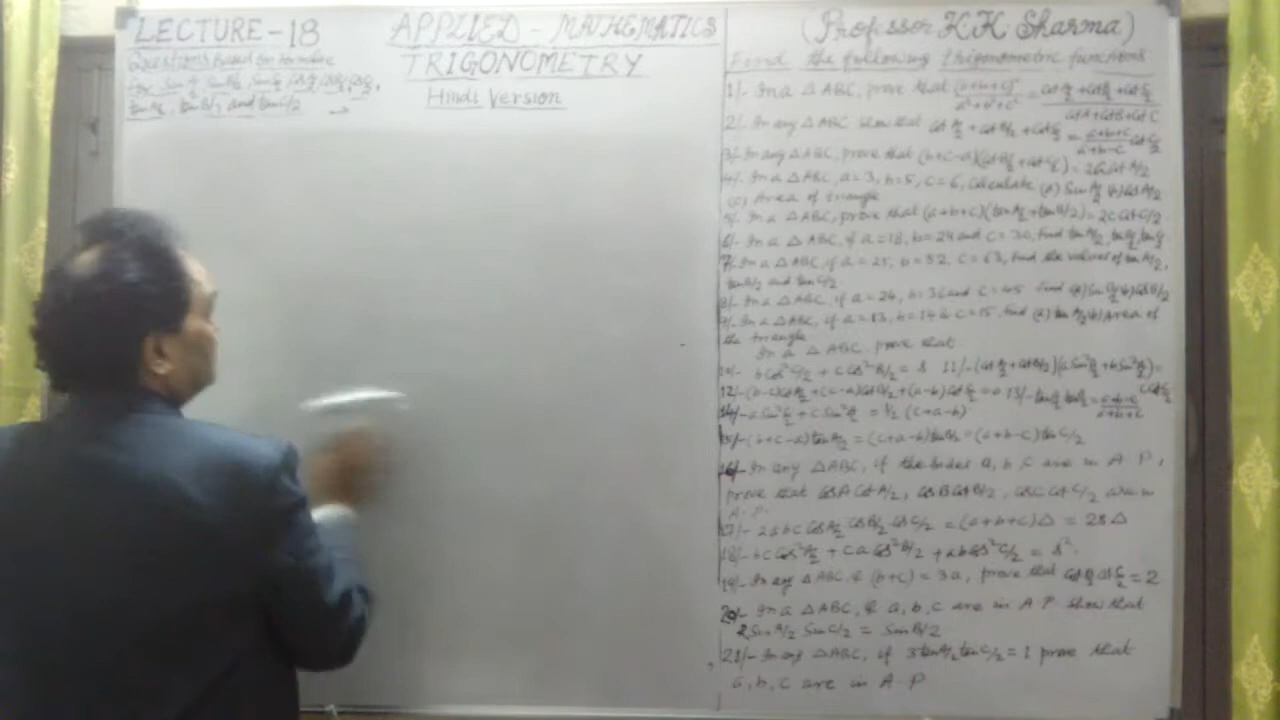 LECTURE-18
Questions Based on formulae
for sin A/2, sin B/2, sin C/2, cos A/2, cos B/2, cos C/2,
tan A/2, tan B/2 and tan C/2 →
APPLIED - MATHEMATICS
TRIGONOMETRY
Hindi Version
(Professor K.K. Sharma)
Find the following trigonometric functions
1/- In a △ ABC, prove that (a+b+c)²/a²+b²+c² = cot A/2 + cot B/2 + cot C/2 / cot A + cot B + cot C
2/- In any △ ABC show that cot A/2 + cot B/2 + cot C/2 = a+b+c/a+b-c cot C/2
3/- In any △ ABC, prove that (b+c-a)(cot B/2 + cot C/2) = 2a cot A/2
4/- In a △ ABC, a=3, b=5, c=6, calculate (a) sin A/2 (b) cos A/2
(c) Area of triangle
5/- In a △ ABC, prove that (a+b+c)(tan A/2 + tan B/2) = 2c cot C/2
6/- In a △ ABC, if a=18, b=24 and c=30, find tan A/2, tan B/2, tan C/2
7/- In a △ ABC, if a=25, b=52, c=63, find the values of tan A/2,
tan B/2 and tan C/2.
8/- In a △ ABC, if a=24, b=36 and c=45 find (a) sin C/2 (b) cos B/2
9/- In a △ ABC, if a=13, b=14 & c=15, find (a) tan A/2 (b) Area of
the triangle
In a △ ABC prove that
10/- b cos² C/2 + c cos² B/2 = s 11/- (cot A/2 + cot B/2)(a sin² B/2 + b sin² A/2) = c cot C/2
12/- (b-c) cot A/2 + (c-a) cot B/2 + (a-b) cot C/2 = 0 13/- tan A/2 tan B/2 = a+b-c/a+b+c
14/- a sin² C/2 + c sin² A/2 = 1/2 (c+a-b)
15/- (b+c-a) tan A/2 = (c+a-b) tan B/2 = (a+b-c) tan C/2
16/- In any △ ABC, if the sides a, b, c are in A.P,
prove that cos A cot A/2, cos B cot B/2, cos C cot C/2 are in
A.P.
17/- 2abc cos A/2 cos B/2 cos C/2 = (a+b+c) △ = 2s △
18/- bc cos² A/2 + ca cos² B/2 + ab cos² C/2 = s².
19/- In any △ ABC if (b+c) = 3a, prove that cot B/2 cot C/2 = 2
20/- In a △ ABC, if a, b, c are in A.P show that
2 sin A/2 sin C/2 = sin B/2
21/- In any △ ABC, if 3 tan A/2 tan C/2 = 1 prove that
a, b, c are in A.P